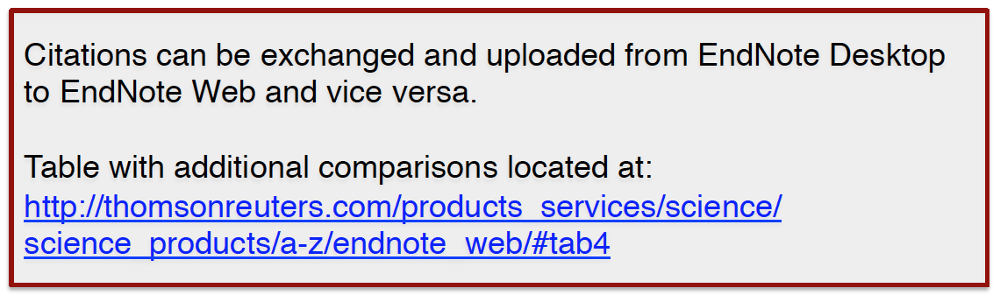 Citations can be exchanged and uploaded from EndNote Desktop
to EndNote Web and vice versa.
Table with additional comparisons located at:
http://thomsonreuters.com/products_services/science/
science_products/a-z/endnote_web/#tab4